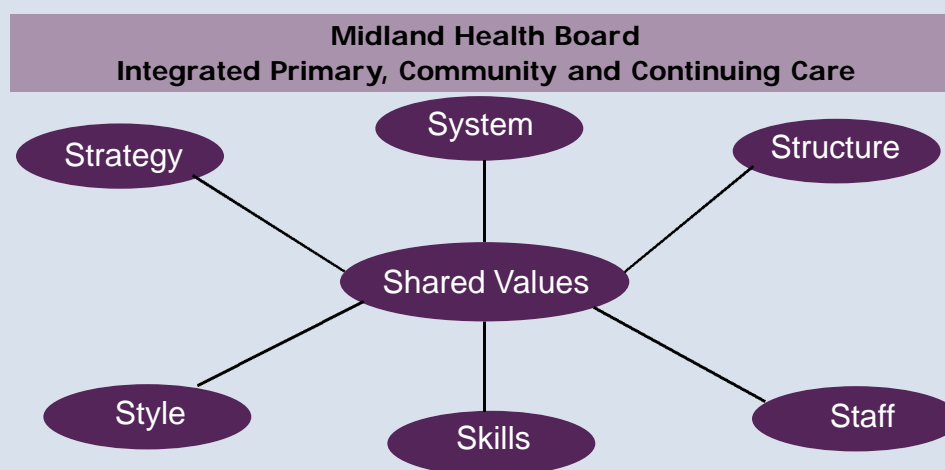 Midland Health Board
Integrated Primary, Community and Continuing Care
System
Strategy
Structure
Shared Values
Style
Skills
Staff